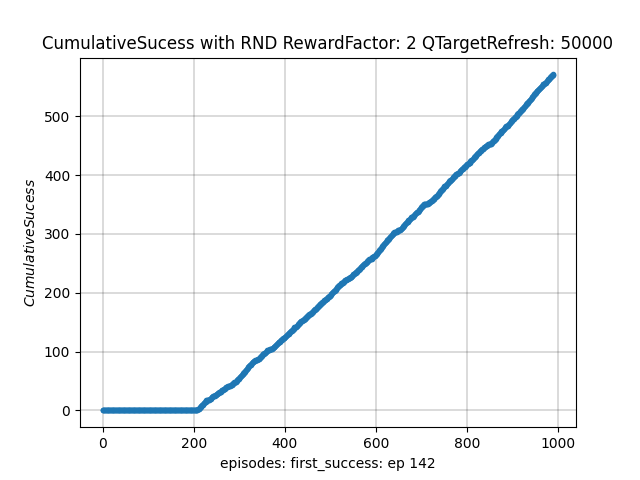 CumulativeSucess with RND RewardFactor: 2 QTargetRefresh: 50000
500
400
300
200
100
0
CumulativeSucess
0 200 400 600 800 1000
episodes: first_success: ep 142